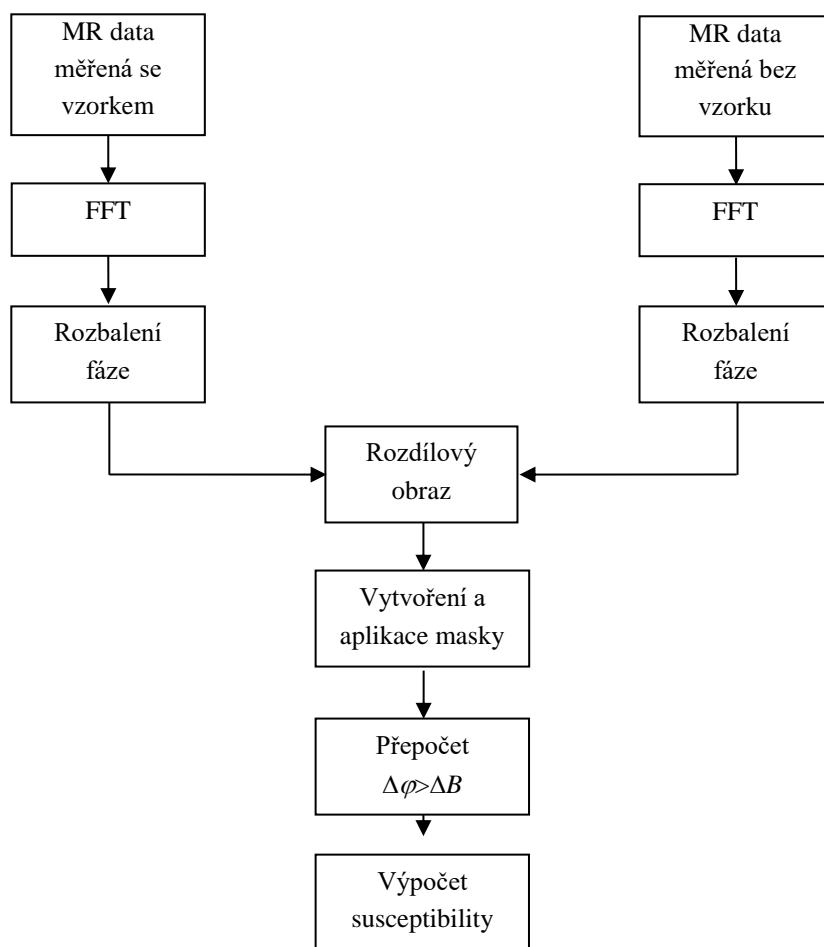 MR data
měřená se
vzorkem
MR data
měřená bez
vzorku
FFT
FFT
Rozbalení
fáze
Rozbalení
fáze
Rozdílový
obraz
Vytvoření a
aplikace masky
Přepočet
Δφ>ΔB
Výpočet
susceptibility